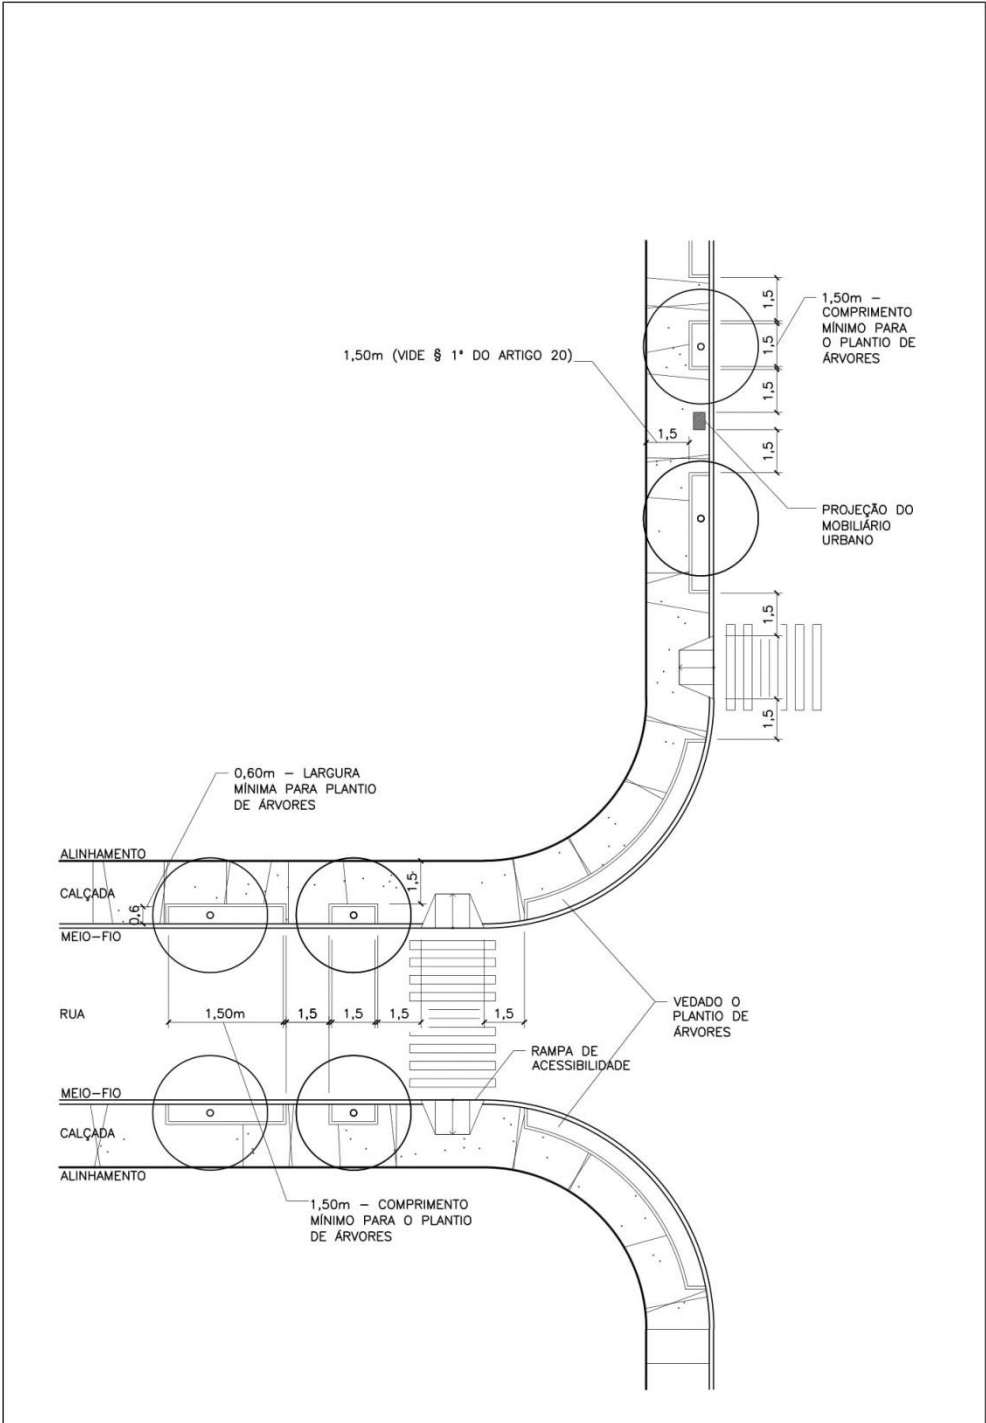 1,5
1,50m –
COMPRIMENTO
MÍNIMO PARA
O PLANTIO DE
ÁRVORES
1,5
1,50m (VIDE § 1° DO ARTIGO 20)
1,5
1,5
1,5
PROJEÇÃO DO
MOBILIÁRIO
URBANO
1,5
1,5
0,60m – LARGURA
MÍNIMA PARA PLANTIO
DE ÁRVORES
ALINHAMENTO
CALÇADA
1,5
0,6
MEIO-FIO
RUA
1,50m
1,5
1,5
1,5
1,5
VEDADO O
PLANTIO DE
ÁRVORES
RAMPA DE
ACESSIBILIDADE
MEIO-FIO
CALÇADA
ALINHAMENTO
1,50m – COMPRIMENTO
MÍNIMO PARA O PLANTIO
DE ÁRVORES